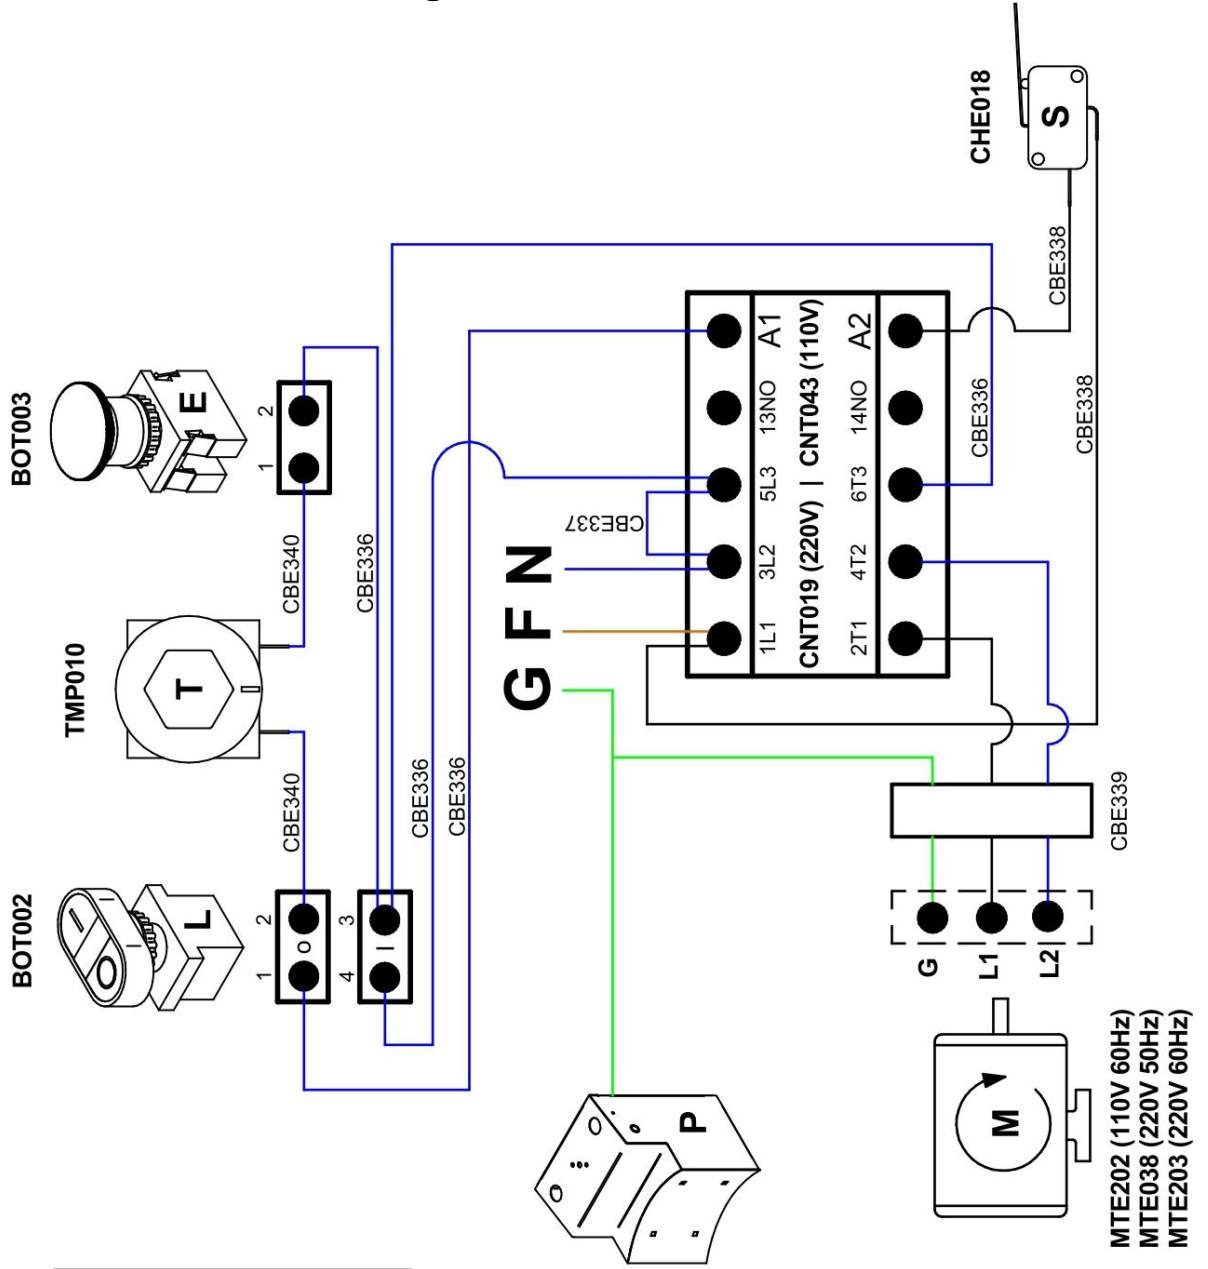 BOT003
E
1
2
CBE340
TMP010
T
CBE340
CBE336
CBE336
CBE336
BOT002
L
1
O
2
4
I
3
CHE018
S
CBE338
CBE338
CBE336
CBE337
G
F
N
1L1
3L2
5L3
13NO
A1
CNT019 (220V) | CNT043 (110V)
2T1
4T2
6T3
14NO
A2
CBE339
G
L1
L2
P
M
MTE202 (110V 60Hz)
MTE038 (220V 50Hz)
MTE203 (220V 60Hz)